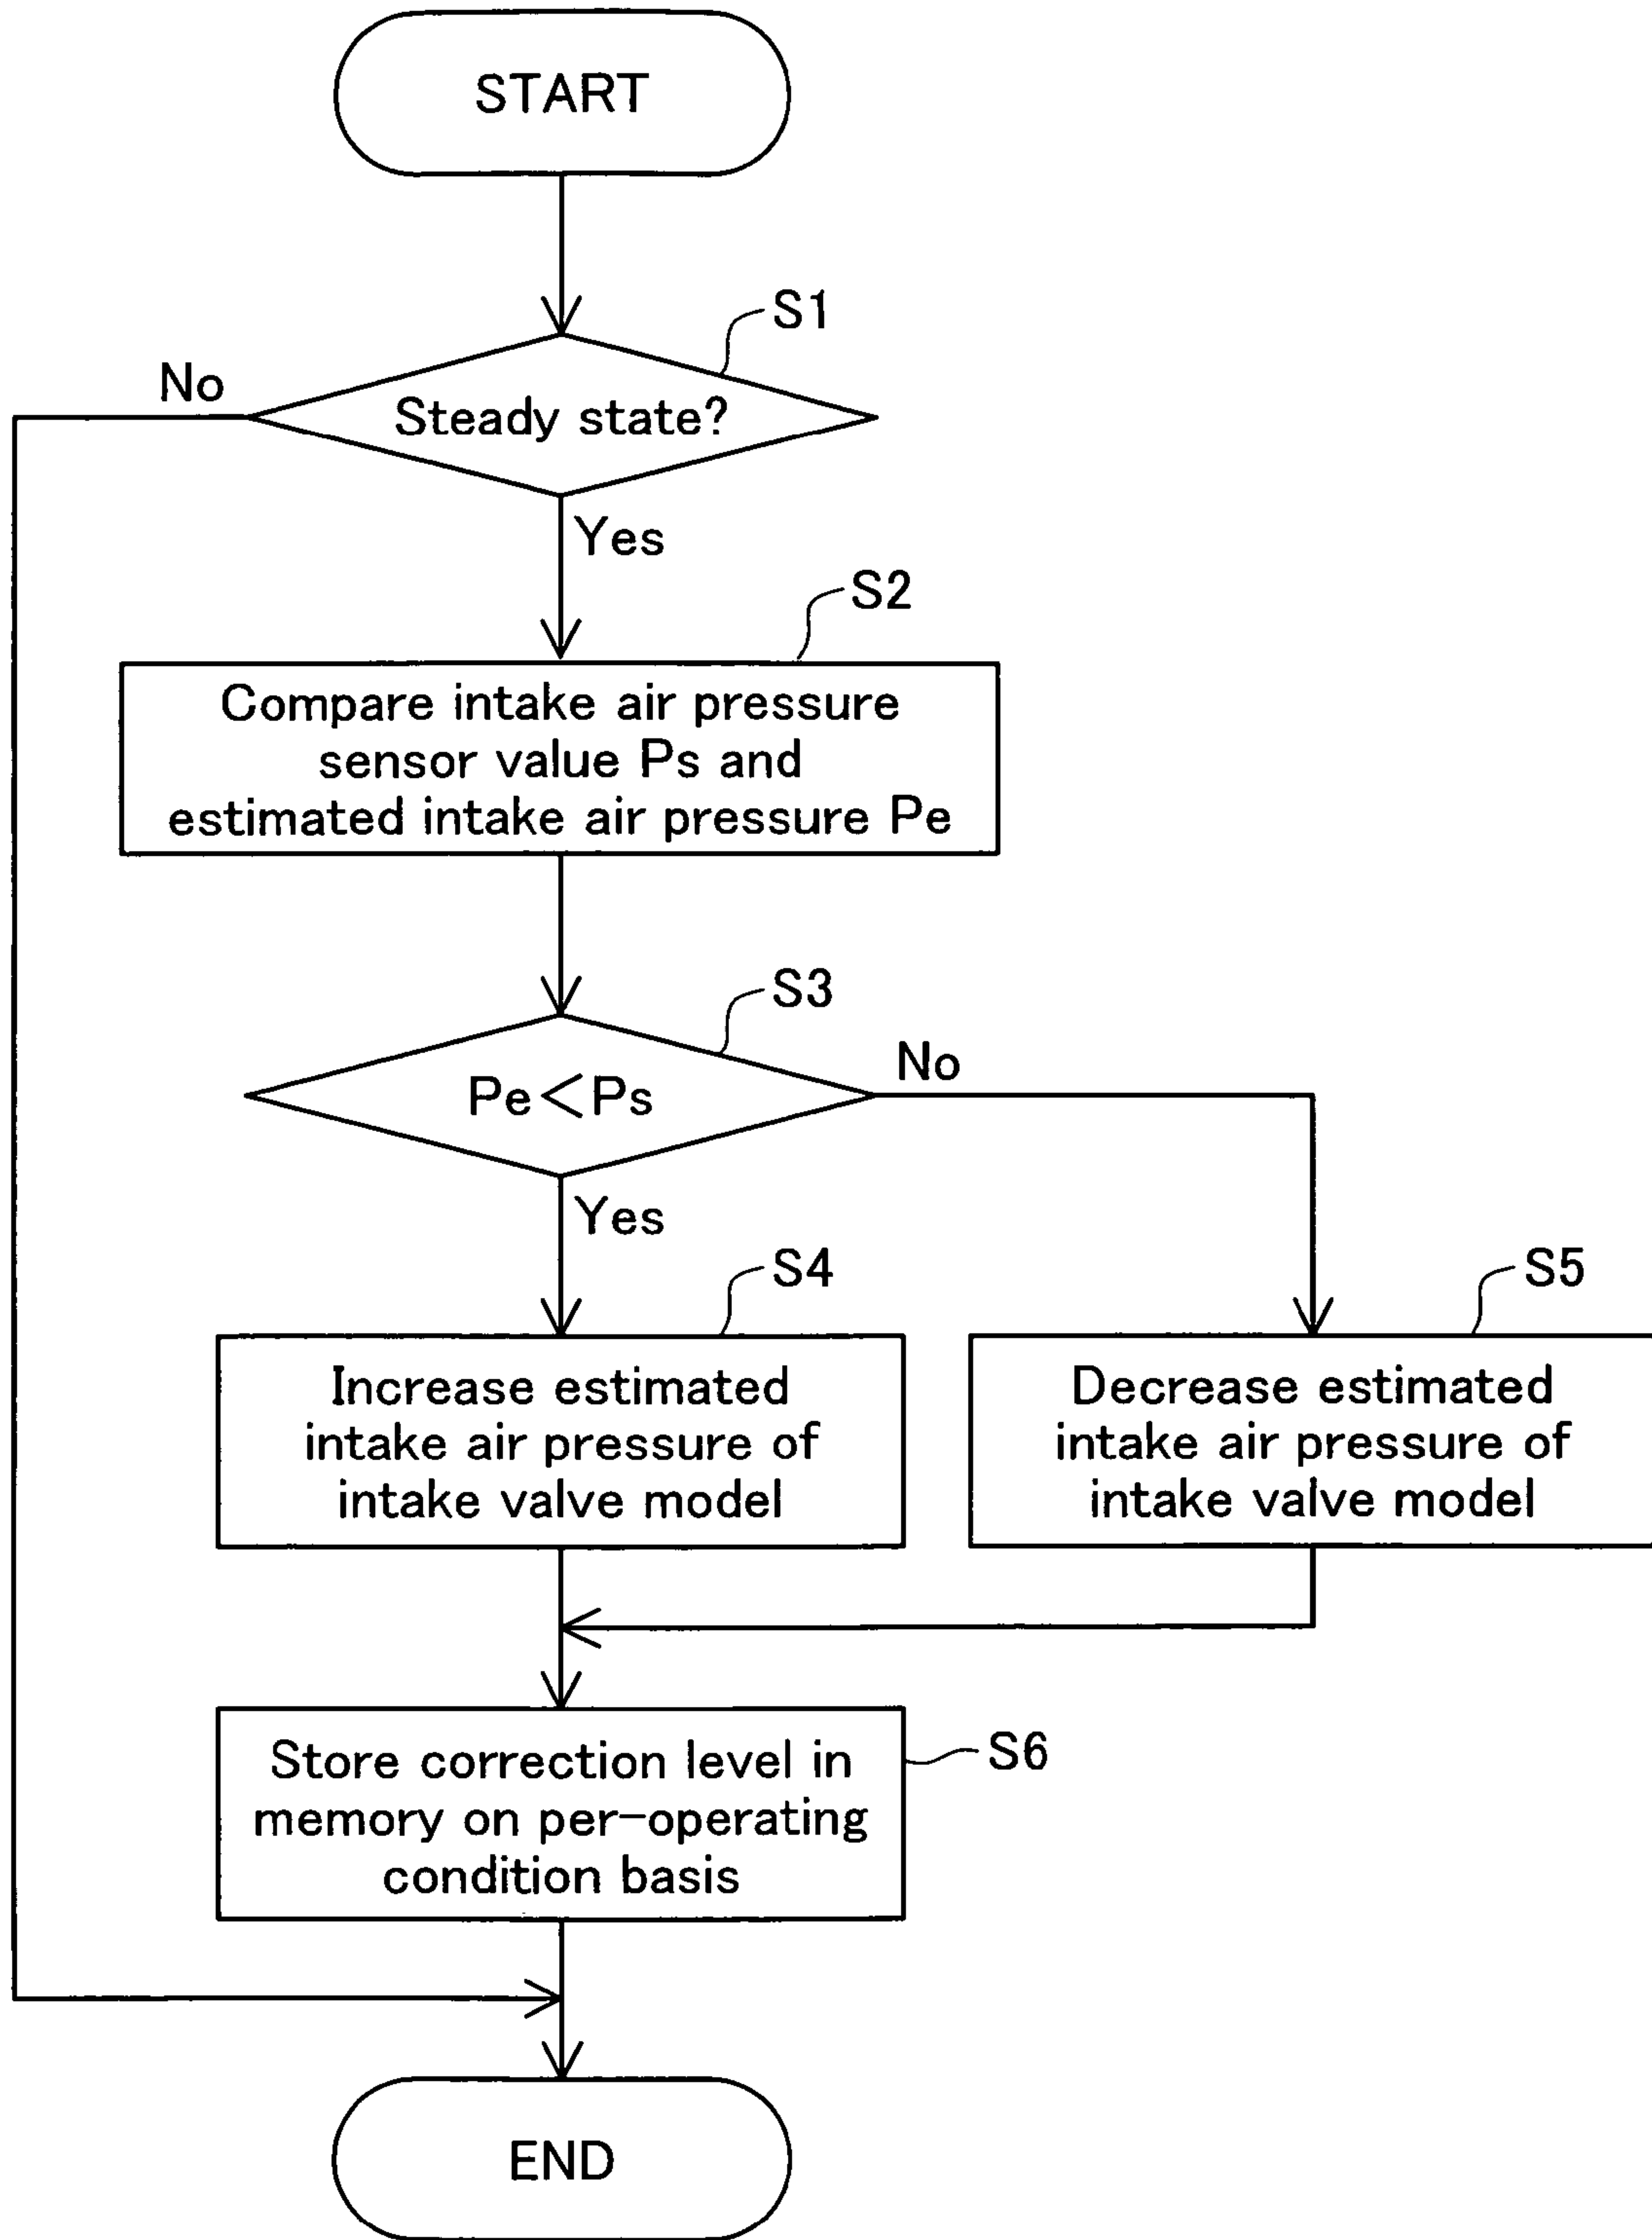 START
S1
No
Steady state?
Yes
S2
Compare intake air pressure
sensor value Ps and
estimated intake air pressure Pe
S3
No
Pe<Ps
Yes
S4
S5
Increase estimated
intake air pressure of
intake valve model
Decrease estimated
intake air pressure of
intake valve model
Store correction level in
memory on per-operating
condition basis
S6
END